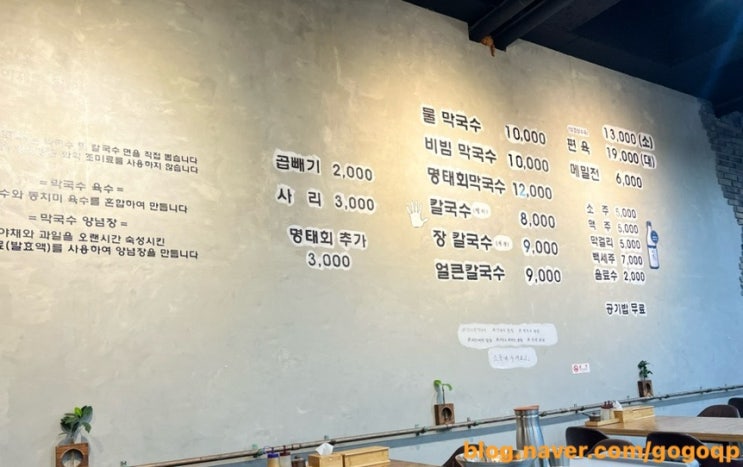 칼국수 면을 직접 뽑습니다
조미료를 사용하지 않습니다
= 막국수 육수 =
수와 동치미 육수를 혼합하여 만듭니다
= 막국수 양념장 =
야채와 과일을 오랜시간 숙성시킨
(발효액)를 사용하여 양념장을 만듭니다
곱빼기 2,000
사 리 3,000
명태회 추가
3,000
물 막국수 10,000
비빔 막국수 10,000
명태회막국수 12,000
칼국수 8,000
장 칼국수 9,000
얼큰칼국수 9,000
편 육 13,000 (소)
19,000 (대)
메밀전 6,000
소 주 5,000
맥 주 5,000
막걸리 5,000
백세주 7,000
음료수 2,000
공기밥 무료
blog.naver.com/gogoqp